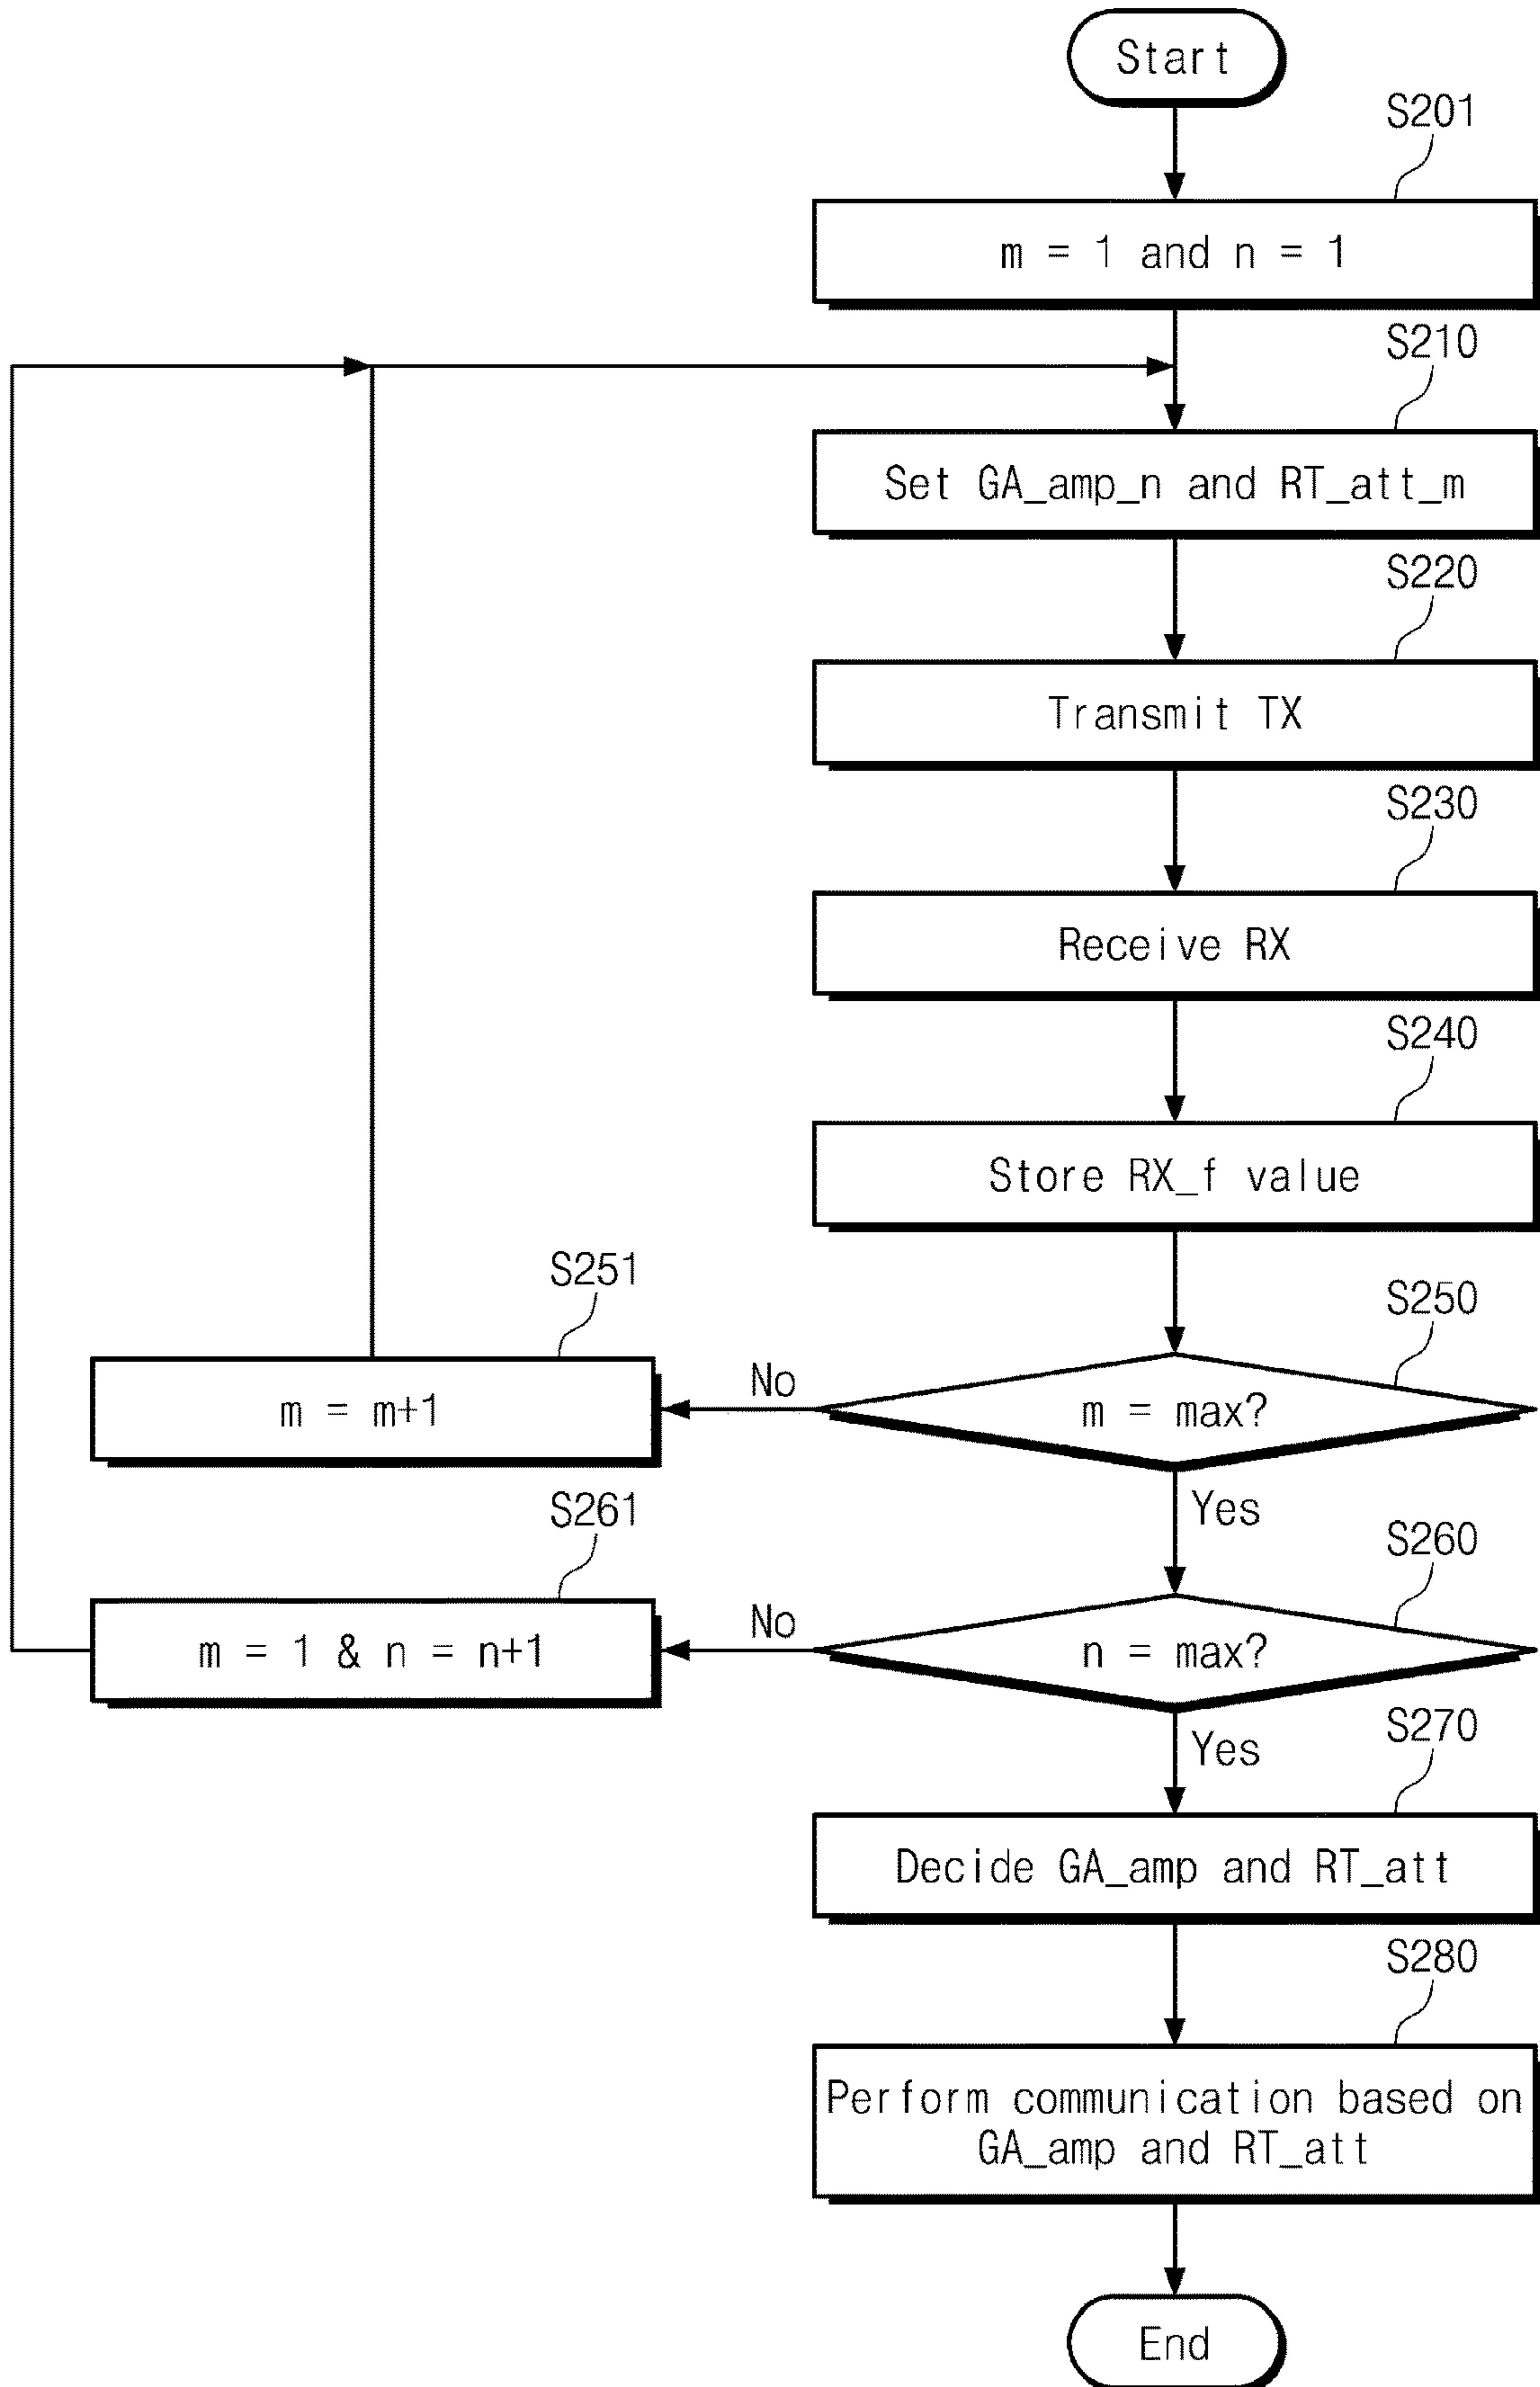 Start
S201
m = 1 and n = 1
S210
Set GA_amp_n and RT_att_m
S220
Transmit TX
S230
Receive RX
S240
Store RX_f value
S251
S250
m = m+1
No
m = max?
Yes
S261
S260
m = 1 & n = n+1
No
n = max?
Yes
S270
Decide GA_amp and RT_att
S280
Perform communication based on
GA_amp and RT_att
End